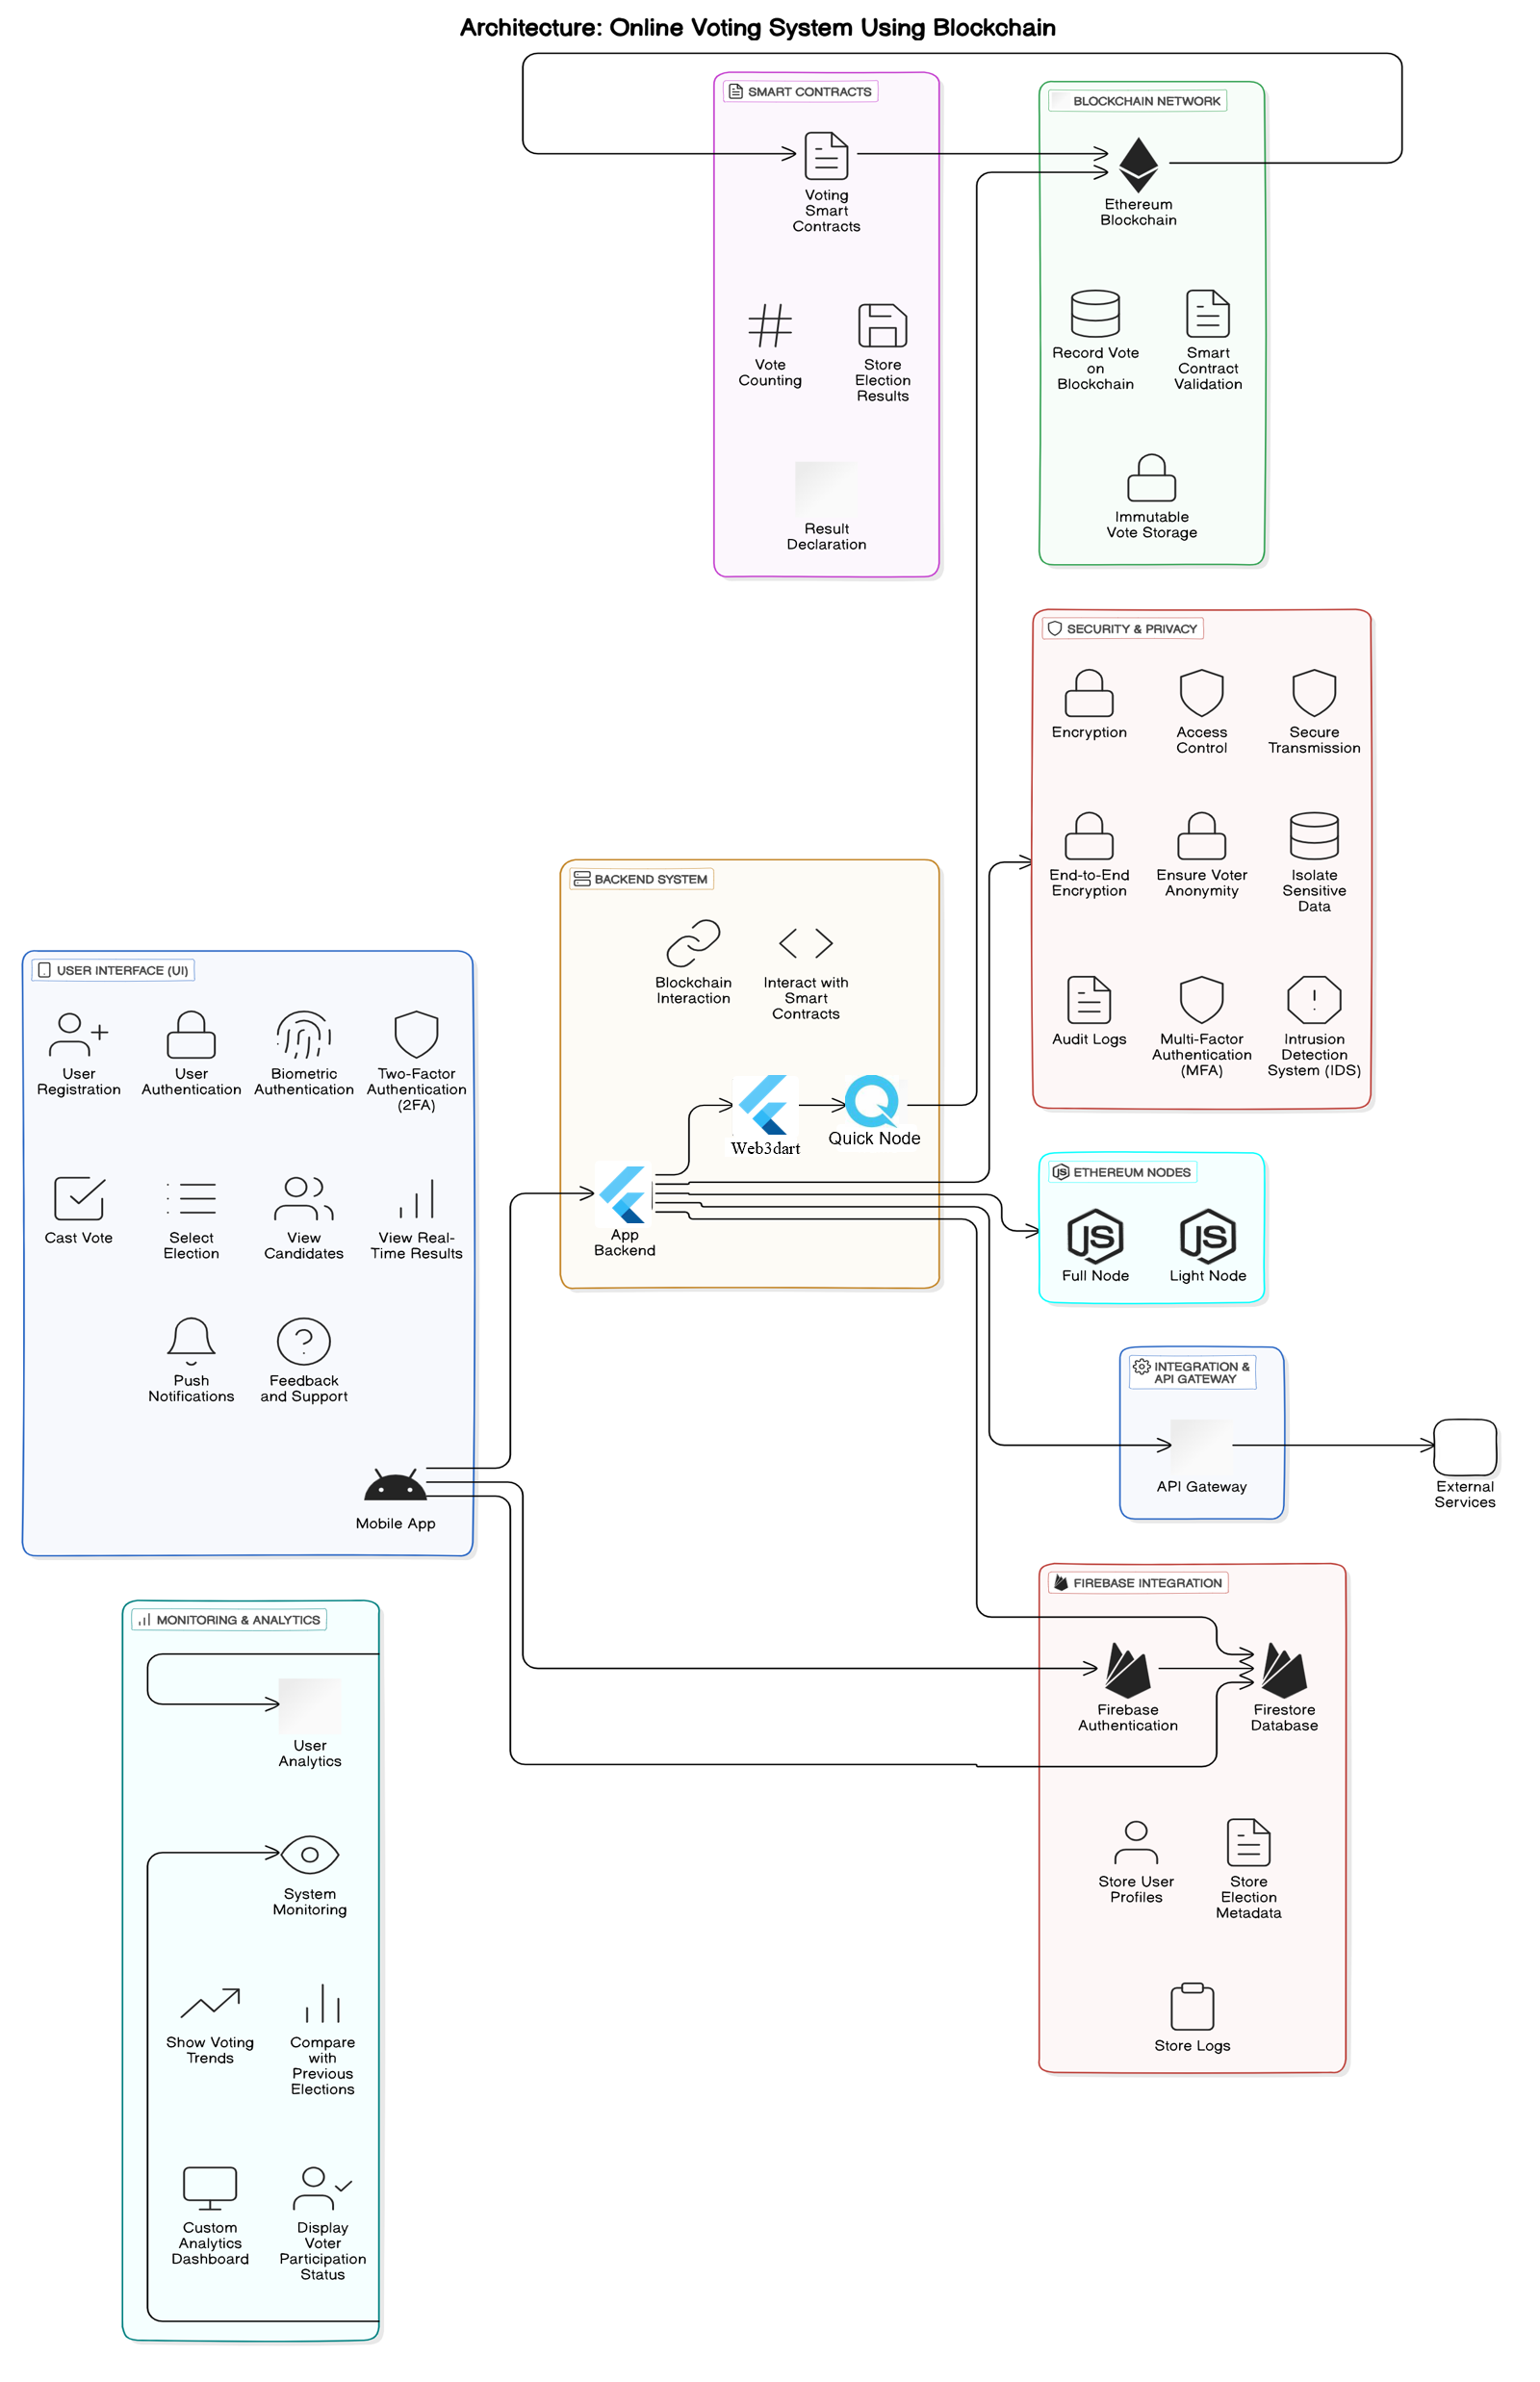 Architecture: Online Voting System Using Blockchain
SMART CONTRACTS
Voting
Smart
Contracts
Vote
Counting
Store
Election
Results
Result
Declaration
BLOCKCHAIN NETWORK
Ethereum
Blockchain
Record Vote
on
Blockchain
Smart
Contract
Validation
Immutable
Vote Storage
SECURITY & PRIVACY
Encryption
Access
Control
Secure
Transmission
End-to-End
Encryption
Ensure Voter
Anonymity
Isolate
Sensitive
Data
Audit Logs
Multi-Factor
Authentication
(MFA)
Intrusion
Detection
System (IDS)
BACKEND SYSTEM
Blockchain
Interaction
Interact with
Smart
Contracts
Web3dart
Quick Node
App
Backend
USER INTERFACE (UI)
User
Registration
User
Authentication
Biometric
Authentication
Two-Factor
Authentication
(2FA)
Cast Vote
Select
Election
View
Candidates
View Real-
Time Results
Push
Notifications
Feedback
and Support
Mobile App
ETHEREUM NODES
JS
Full Node
JS
Light Node
INTEGRATION &
API GATEWAY
API Gateway
External
Services
FIREBASE INTEGRATION
Firebase
Authentication
Firestore
Database
Store User
Profiles
Store
Election
Metadata
Store Logs
MONITORING & ANALYTICS
User
Analytics
System
Monitoring
Show Voting
Trends
Compare
with
Previous
Elections
Custom
Analytics
Dashboard
Display
Voter
Participation
Status